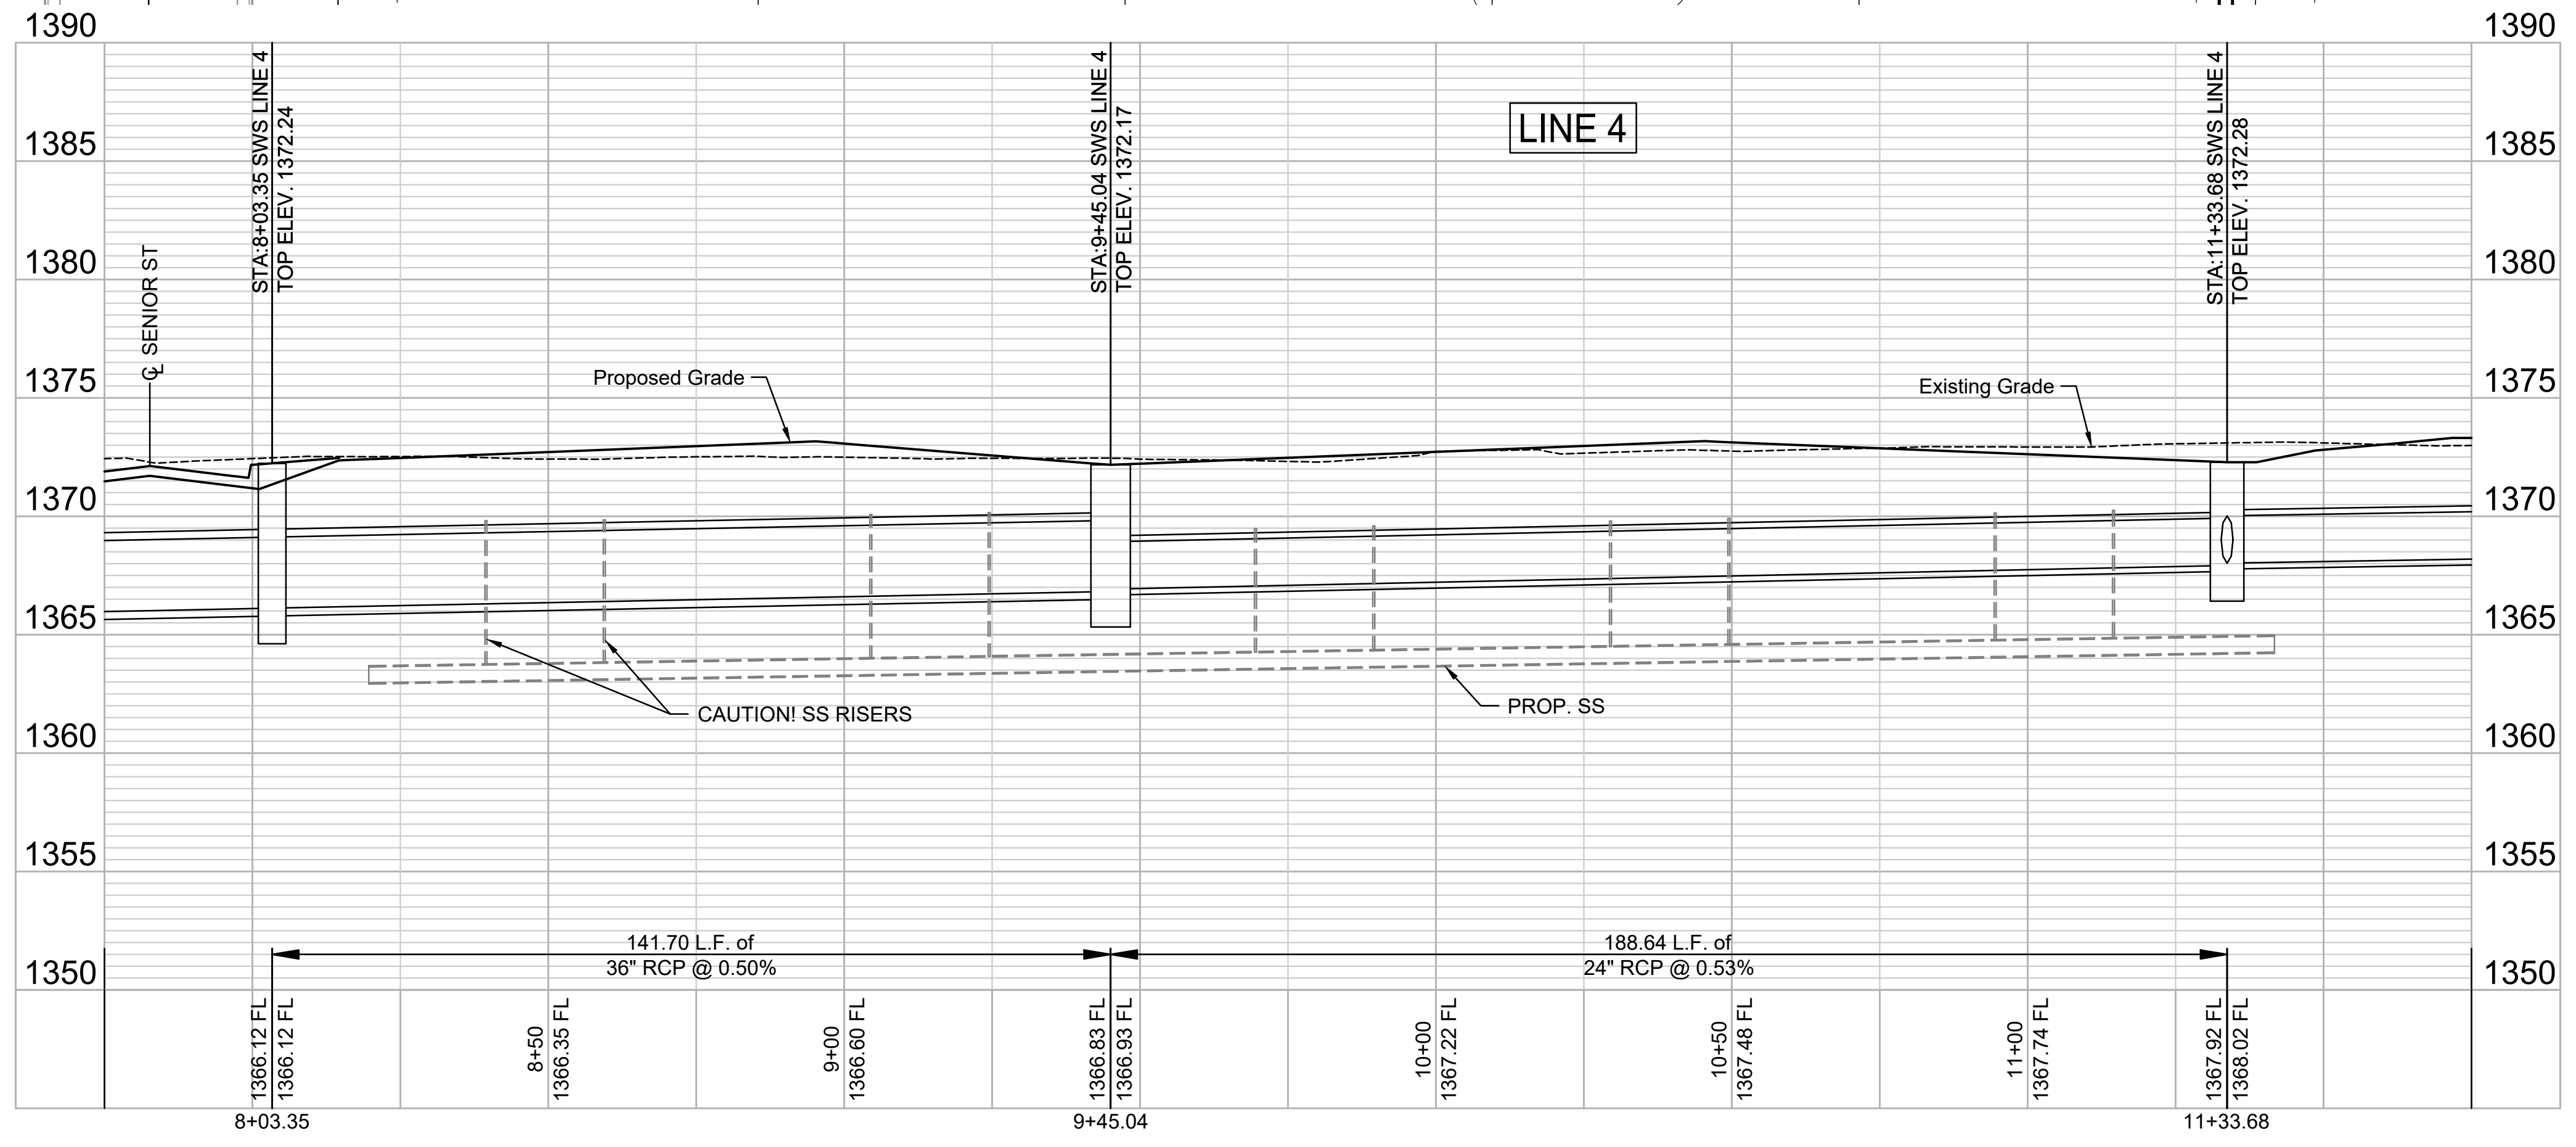 1390
1390
1385
1385
1380
1380
1375
1375
1370
1370
1365
1365
1360
1360
1355
1355
1350
1350
STA:8+03.35 SWS LINE 4
TOP ELEV. 1372.24
STA:9+45.04 SWS LINE 4
TOP ELEV. 1372.17
LINE 4
STA:11+33.68 SWS LINE 4
TOP ELEV. 1372.28
℄ SENIOR ST
Proposed Grade
Existing Grade
CAUTION! SS RISERS
PROP. SS
141.70 L.F. of
36" RCP @ 0.50%
188.64 L.F. of
24" RCP @ 0.53%
1366.12 FL
1366.12 FL
8+50
1366.35 FL
9+00
1366.60 FL
1366.83 FL
1366.93 FL
10+00
1367.22 FL
10+50
1367.48 FL
11+00
1367.74 FL
1367.92 FL
1368.02 FL
8+03.35
9+45.04
11+33.68